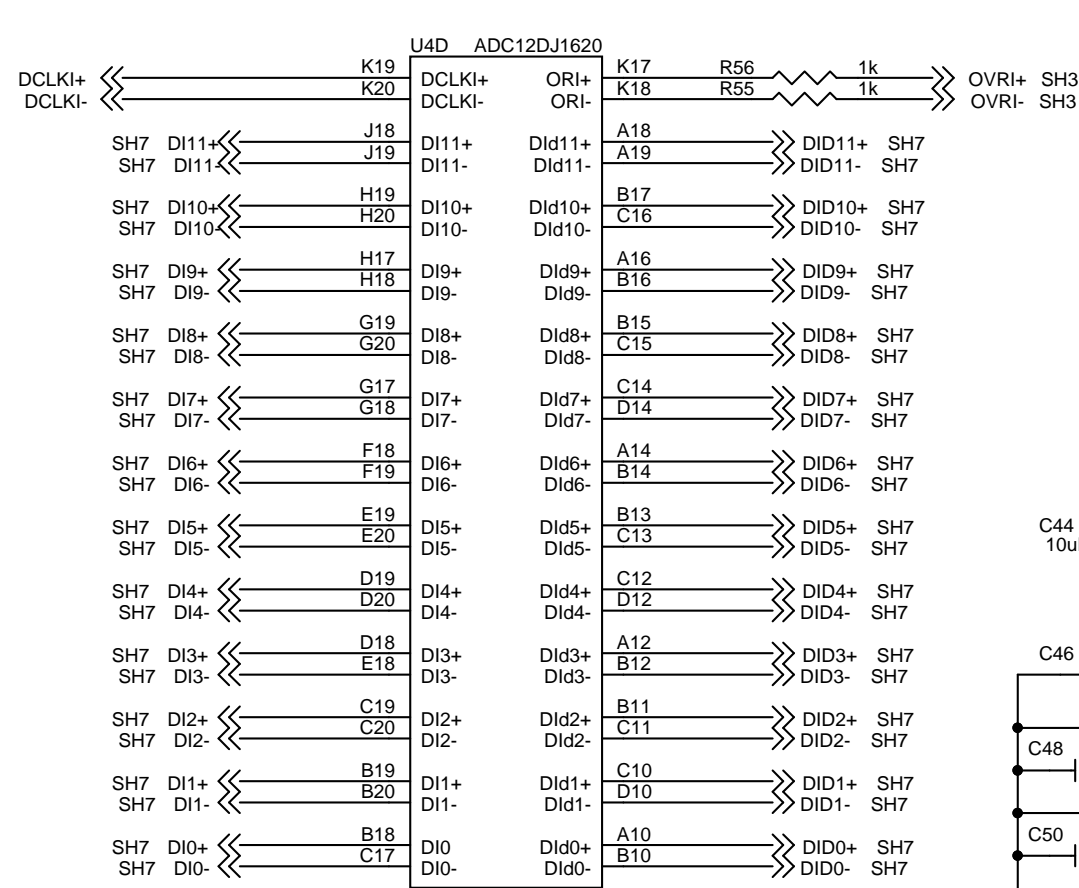 U4D ADC12DJ1620
DCLKI+ K19 DCLKI+ ORI+ K17 R56 1k OVRI+ SH3
DCLKI- K20 DCLKI- ORI- K18 R55 1k OVRI- SH3
SH7 DI11+ J18 DI11+ DId11+ A18 DID11+ SH7
SH7 DI11- J19 DI11- DId11- A19 DID11- SH7
SH7 DI10+ H19 DI10+ DId10+ B17 DID10+ SH7
SH7 DI10- H20 DI10- DId10- C16 DID10- SH7
SH7 DI9+ H17 DI9+ DId9+ A16 DID9+ SH7
SH7 DI9- H18 DI9- DId9- B16 DID9- SH7
SH7 DI8+ G19 DI8+ DId8+ B15 DID8+ SH7
SH7 DI8- G20 DI8- DId8- C15 DID8- SH7
SH7 DI7+ G17 DI7+ DId7+ C14 DID7+ SH7
SH7 DI7- G18 DI7- DId7- D14 DID7- SH7
SH7 DI6+ F18 DI6+ DId6+ A14 DID6+ SH7
SH7 DI6- F19 DI6- DId6- B14 DID6- SH7
SH7 DI5+ E19 DI5+ DId5+ B13 DID5+ SH7 C44
SH7 DI5- E20 DI5- DId5- C13 DID5- SH7 10u
SH7 DI4+ D19 DI4+ DId4+ C12 DID4+ SH7
SH7 DI4- D20 DI4- DId4- D12 DID4- SH7
SH7 DI3+ D18 DI3+ DId3+ A12 DID3+ SH7 C46
SH7 DI3- E18 DI3- DId3- B12 DID3- SH7
SH7 DI2+ C19 DI2+ DId2+ B11 DID2+ SH7
SH7 DI2- C20 DI2- DId2- C11 DID2- SH7 C48
SH7 DI1+ B19 DI1+ DId1+ C10 DID1+ SH7
SH7 DI1- B20 DI1- DId1- D10 DID1- SH7
SH7 DI0+ B18 DI0 DId0+ A10 DID0+ SH7 C50
SH7 DI0- C17 DI0- DId0- B10 DID0- SH7